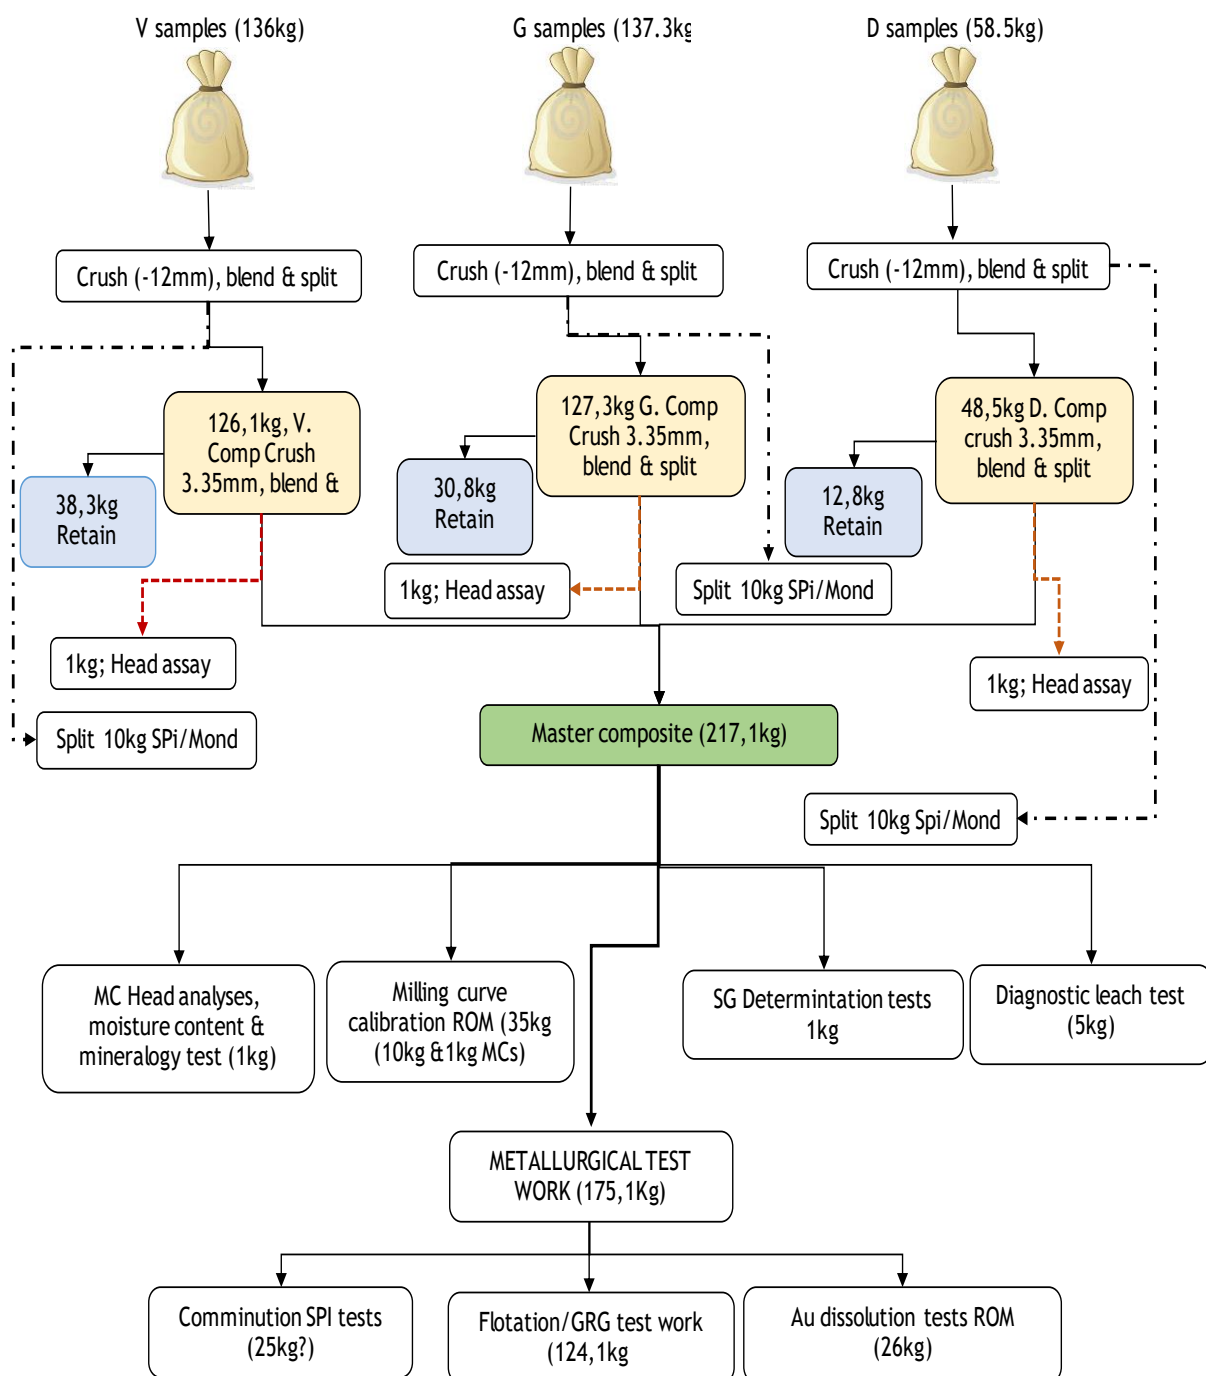 V samples (136kg)
G samples (137.3kg
D samples (58.5kg)
Crush (-12mm), blend & split
Crush (-12mm), blend & split
Crush (-12mm), blend & split
126,1kg, V.
Comp Crush
3.35mm, blend &
127,3kg G. Comp
Crush 3.35mm,
blend & split
48,5kg D. Comp
crush 3.35mm,
blend & split
38,3kg
Retain
30,8kg
Retain
12,8kg
Retain
1kg; Head assay
Split 10kg SPi/Mond
1kg; Head assay
1kg; Head assay
Split 10kg SPi/Mond
Master composite (217,1kg)
Split 10kg Spi/Mond
MC Head analyses,
moisture content &
mineralogy test (1kg)
Milling curve
calibration ROM (35kg
(10kg &1kg MCs)
SG Determintation tests
1kg
Diagnostic leach test
(5kg)
METALLURGICAL TEST
WORK (175,1Kg)
Comminution SPI tests
(25kg?)
Flotation/GRG test work
(124,1kg
Au dissolution tests ROM
(26kg)